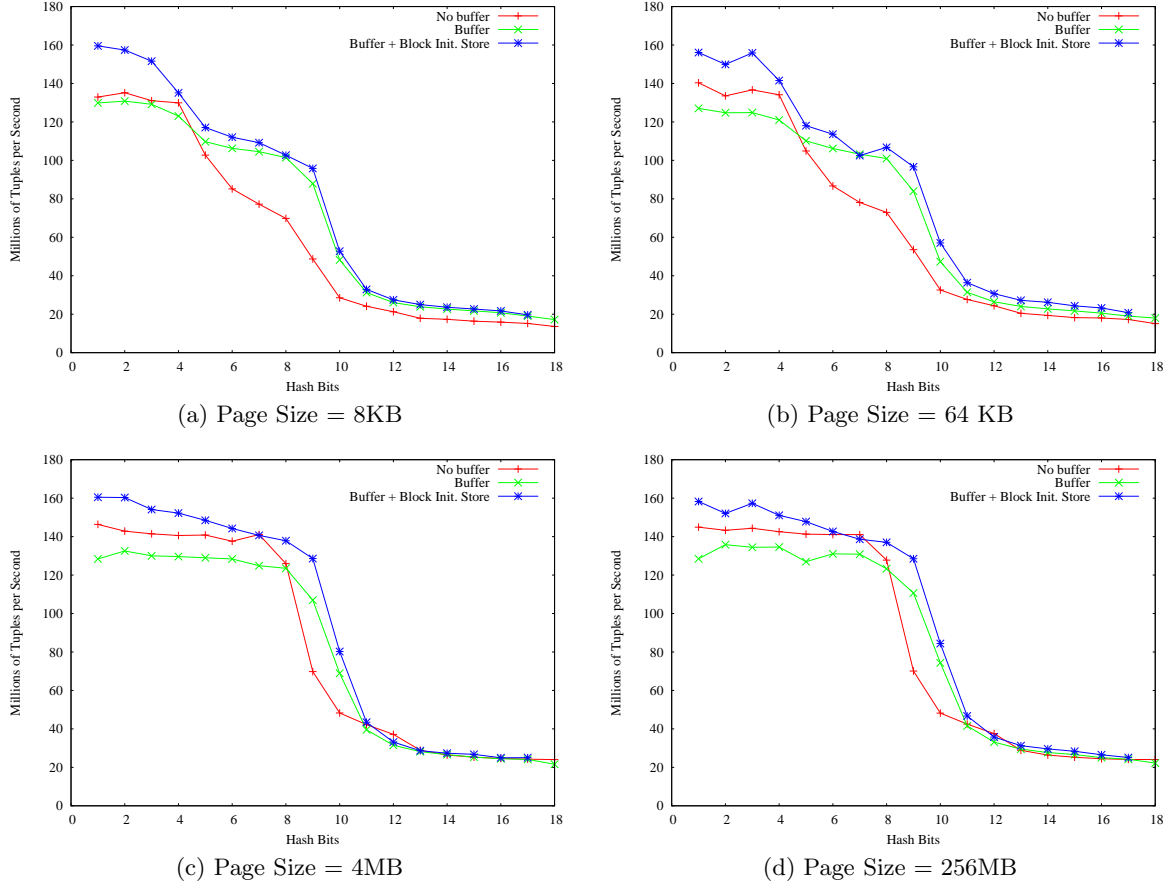 No buffer
Buffer
Buffer + Block Init. Store
180
160
140
120
100
80
60
40
20
0
Millions of Tuples per Second
0 2 4 6 8 10 12 14 16 18
Hash Bits
(a) Page Size = 8KB
No buffer
Buffer
Buffer + Block Init. Store
180
160
140
120
100
80
60
40
20
0
Millions of Tuples per Second
0 2 4 6 8 10 12 14 16 18
Hash Bits
(b) Page Size = 64 KB
No buffer
Buffer
Buffer + Block Init. Store
180
160
140
120
100
80
60
40
20
0
Millions of Tuples per Second
0 2 4 6 8 10 12 14 16 18
Hash Bits
(c) Page Size = 4MB
No buffer
Buffer
Buffer + Block Init. Store
180
160
140
120
100
80
60
40
20
0
Millions of Tuples per Second
0 2 4 6 8 10 12 14 16 18
Hash Bits
(d) Page Size = 256MB